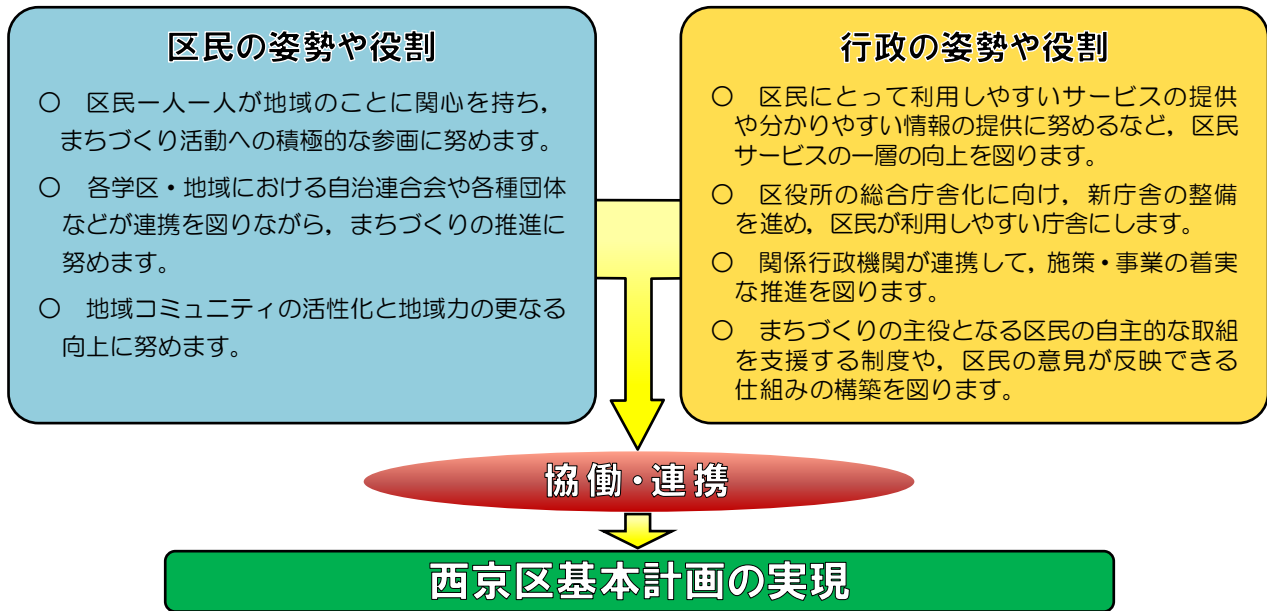 区民の姿勢や役割
○　区民一人一人が地域のことに関心を持ち，
まちづくり活動への積極的な参画に努めます。
○　各学区・地域における自治連合会や各種団体
などが連携を図りながら，まちづくりの推進に
努めます。
○　地域コミュニティの活性化と地域力の更なる
向上に努めます。
行政の姿勢や役割
○　区民にとって利用しやすいサービスの提供
や分かりやすい情報の提供に努めるなど，区民
サービスの一層の向上を図ります。
○　区役所の総合庁舎化に向け，新庁舎の整備
を進め，区民が利用しやすい庁舎にします。
○　関係行政機関が連携して，施策・事業の着実
な推進を図ります。
○　まちづくりの主役となる区民の自主的な取組
を支援する制度や，区民の意見が反映できる
仕組みの構築を図ります。
協働・連携
西京区基本計画の実現